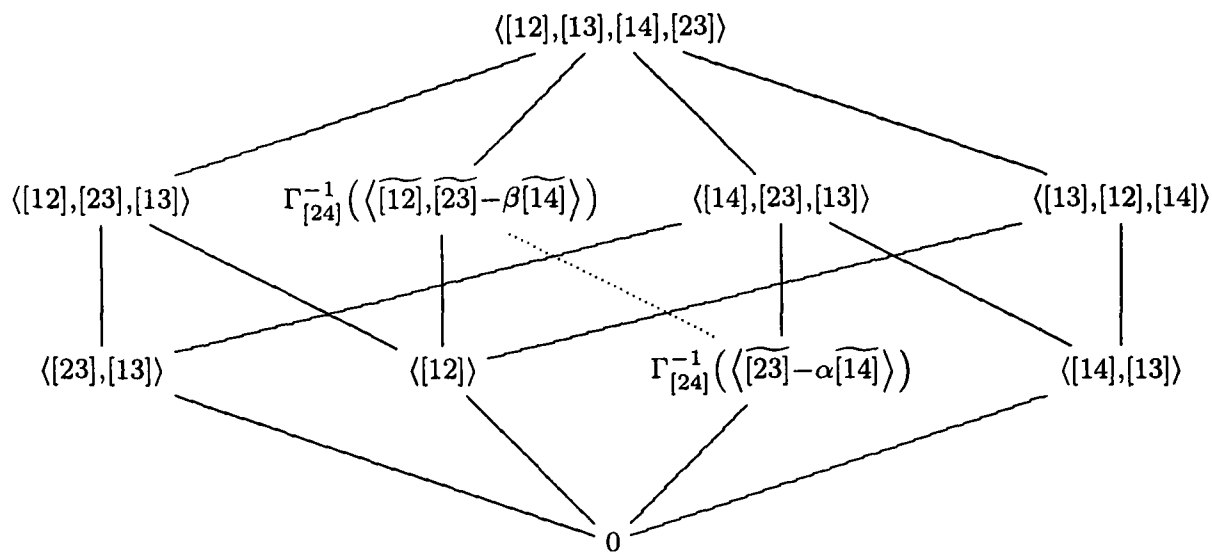 ⟨[12],[13],[14],[23]⟩
⟨[12],[23],[13]⟩ Γ₍[24]₎⁻¹(⟨\widetilde{[12]},\widetilde{[23]}−β\widetilde{[14]}⟩) ⟨[14],[23],[13]⟩ ⟨[13],[12],[14]⟩
⟨[23],[13]⟩ ⟨[12]⟩ Γ₍[24]₎⁻¹(⟨\widetilde{[23]}−α\widetilde{[14]}⟩) ⟨[14],[13]⟩
0